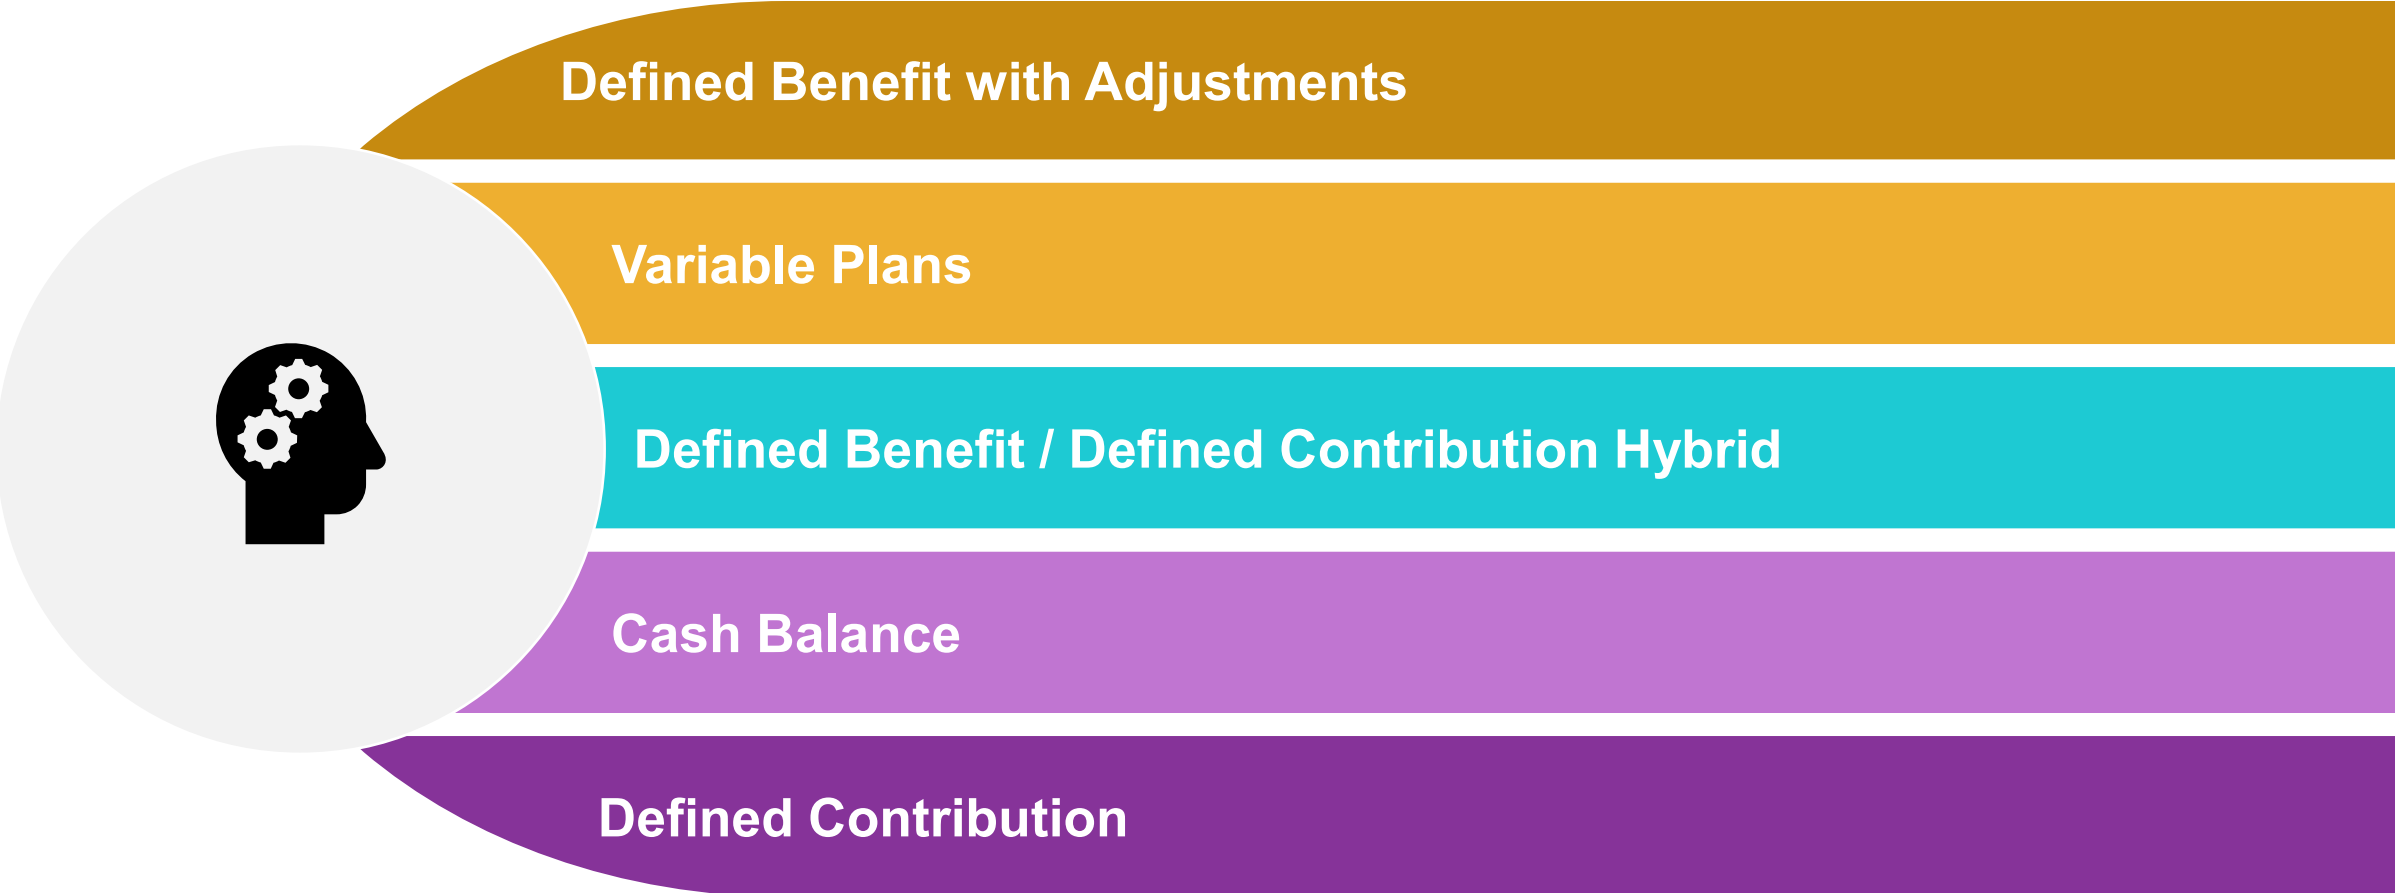 Defined Benefit with Adjustments
Variable Plans
Defined Benefit / Defined Contribution Hybrid
Cash Balance
Defined Contribution